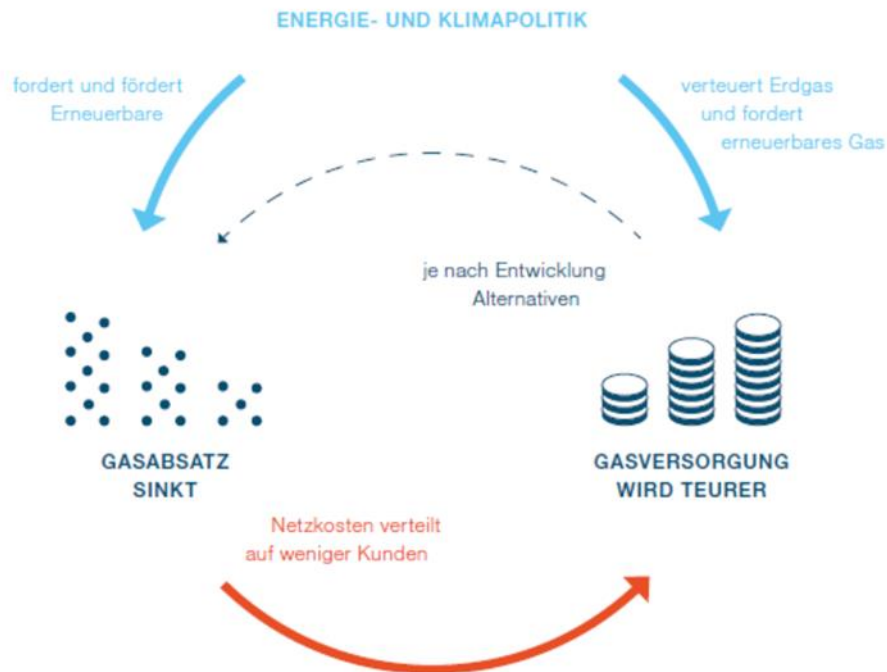 ENERGIE- UND KLIMAPOLITIK
fordert und fördert
Erneuerbare
verteuert Erdgas
und fordert
erneuerbares Gas
je nach Entwicklung
Alternativen
GASABSATZ
SINKT
GASVERSORGUNG
WIRD TEURER
Netzkosten verteilt
auf weniger Kunden